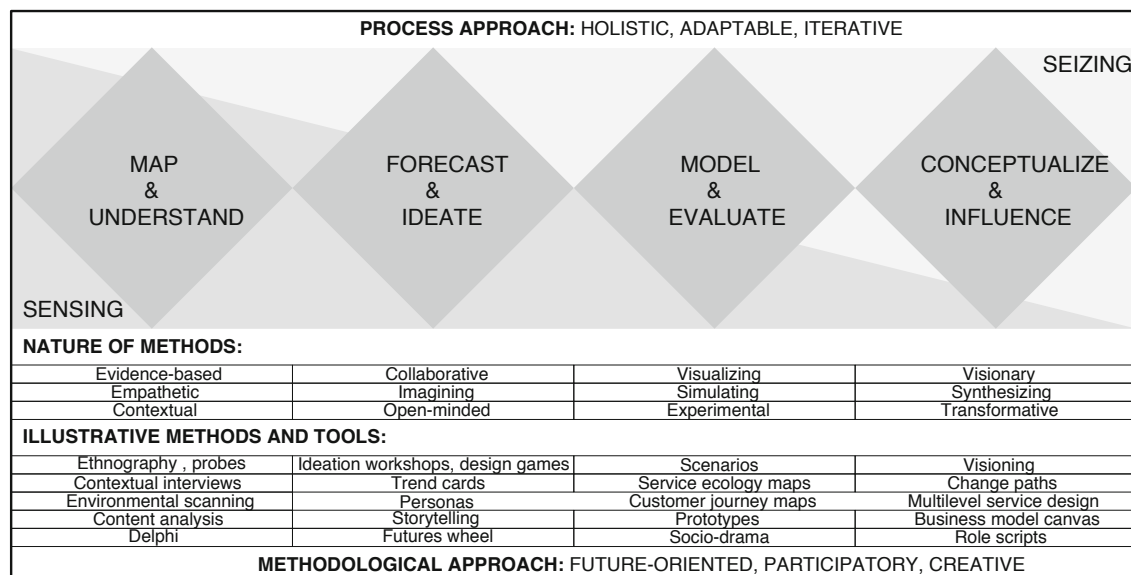 PROCESS APPROACH: HOLISTIC, ADAPTABLE, ITERATIVE
SEIZING
MAP
&
UNDERSTAND
FORECAST
&
IDEATE
MODEL
&
EVALUATE
CONCEPTUALIZE
&
INFLUENCE
SENSING
NATURE OF METHODS:
Evidence-based Collaborative Visualizing Visionary
Empathetic Imagining Simulating Synthesizing
Contextual Open-minded Experimental Transformative
ILLUSTRATIVE METHODS AND TOOLS:
Ethnography , probes Ideation workshops, design games Scenarios Visioning
Contextual interviews Trend cards Service ecology maps Change paths
Environmental scanning Personas Customer journey maps Multilevel service design
Content analysis Storytelling Prototypes Business model canvas
Delphi Futures wheel Socio-drama Role scripts
METHODOLOGICAL APPROACH: FUTURE-ORIENTED, PARTICIPATORY, CREATIVE